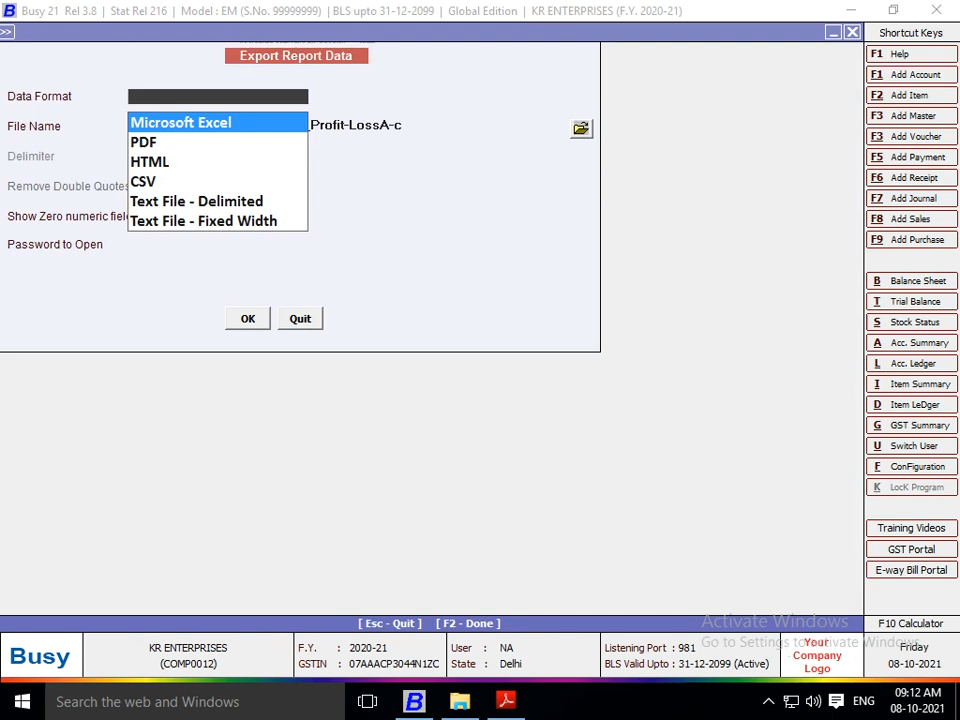 Busy 21 Rel 3.8 | Stat Rel 216 | Model : EM (S.No. 99999999) | BLS upto 31-12-2099 | Global Edition | KR ENTERPRISES (F.Y. 2020-21)
>>
Export Report Data
Data Format
File Name
_Profit-LossA-c
Delimiter
Remove Double Quotes
Show Zero numeric fiel
Password to Open
Microsoft Excel
PDF
HTML
CSV
Text File - Delimited
Text File - Fixed Width
OK
Quit
Shortcut Keys
F1 Help
F1 Add Account
F2 Add Item
F3 Add Master
F3 Add Voucher
F5 Add Payment
F6 Add Receipt
F7 Add Journal
F8 Add Sales
F9 Add Purchase
B Balance Sheet
T Trial Balance
S Stock Status
A Acc. Summary
L Acc. Ledger
I Item Summary
D Item LeDger
G GST Summary
U Switch User
F ConFiguration
K LocK Program
Training Videos
GST Portal
E-way Bill Portal
[ Esc - Quit ] [ F2 - Done ]
Activate Windows
Go to Settings to activate Windows.
F10 Calculator
Busy
KR ENTERPRISES
(COMP0012)
F.Y. : 2020-21
GSTIN : 07AAACP3044N1ZC
User : NA
State : Delhi
Listening Port : 981
BLS Valid Upto : 31-12-2099 (Active)
Your
Company
Logo
Friday
08-10-2021
Search the web and Windows
B
ENG
09:12 AM
08-10-2021